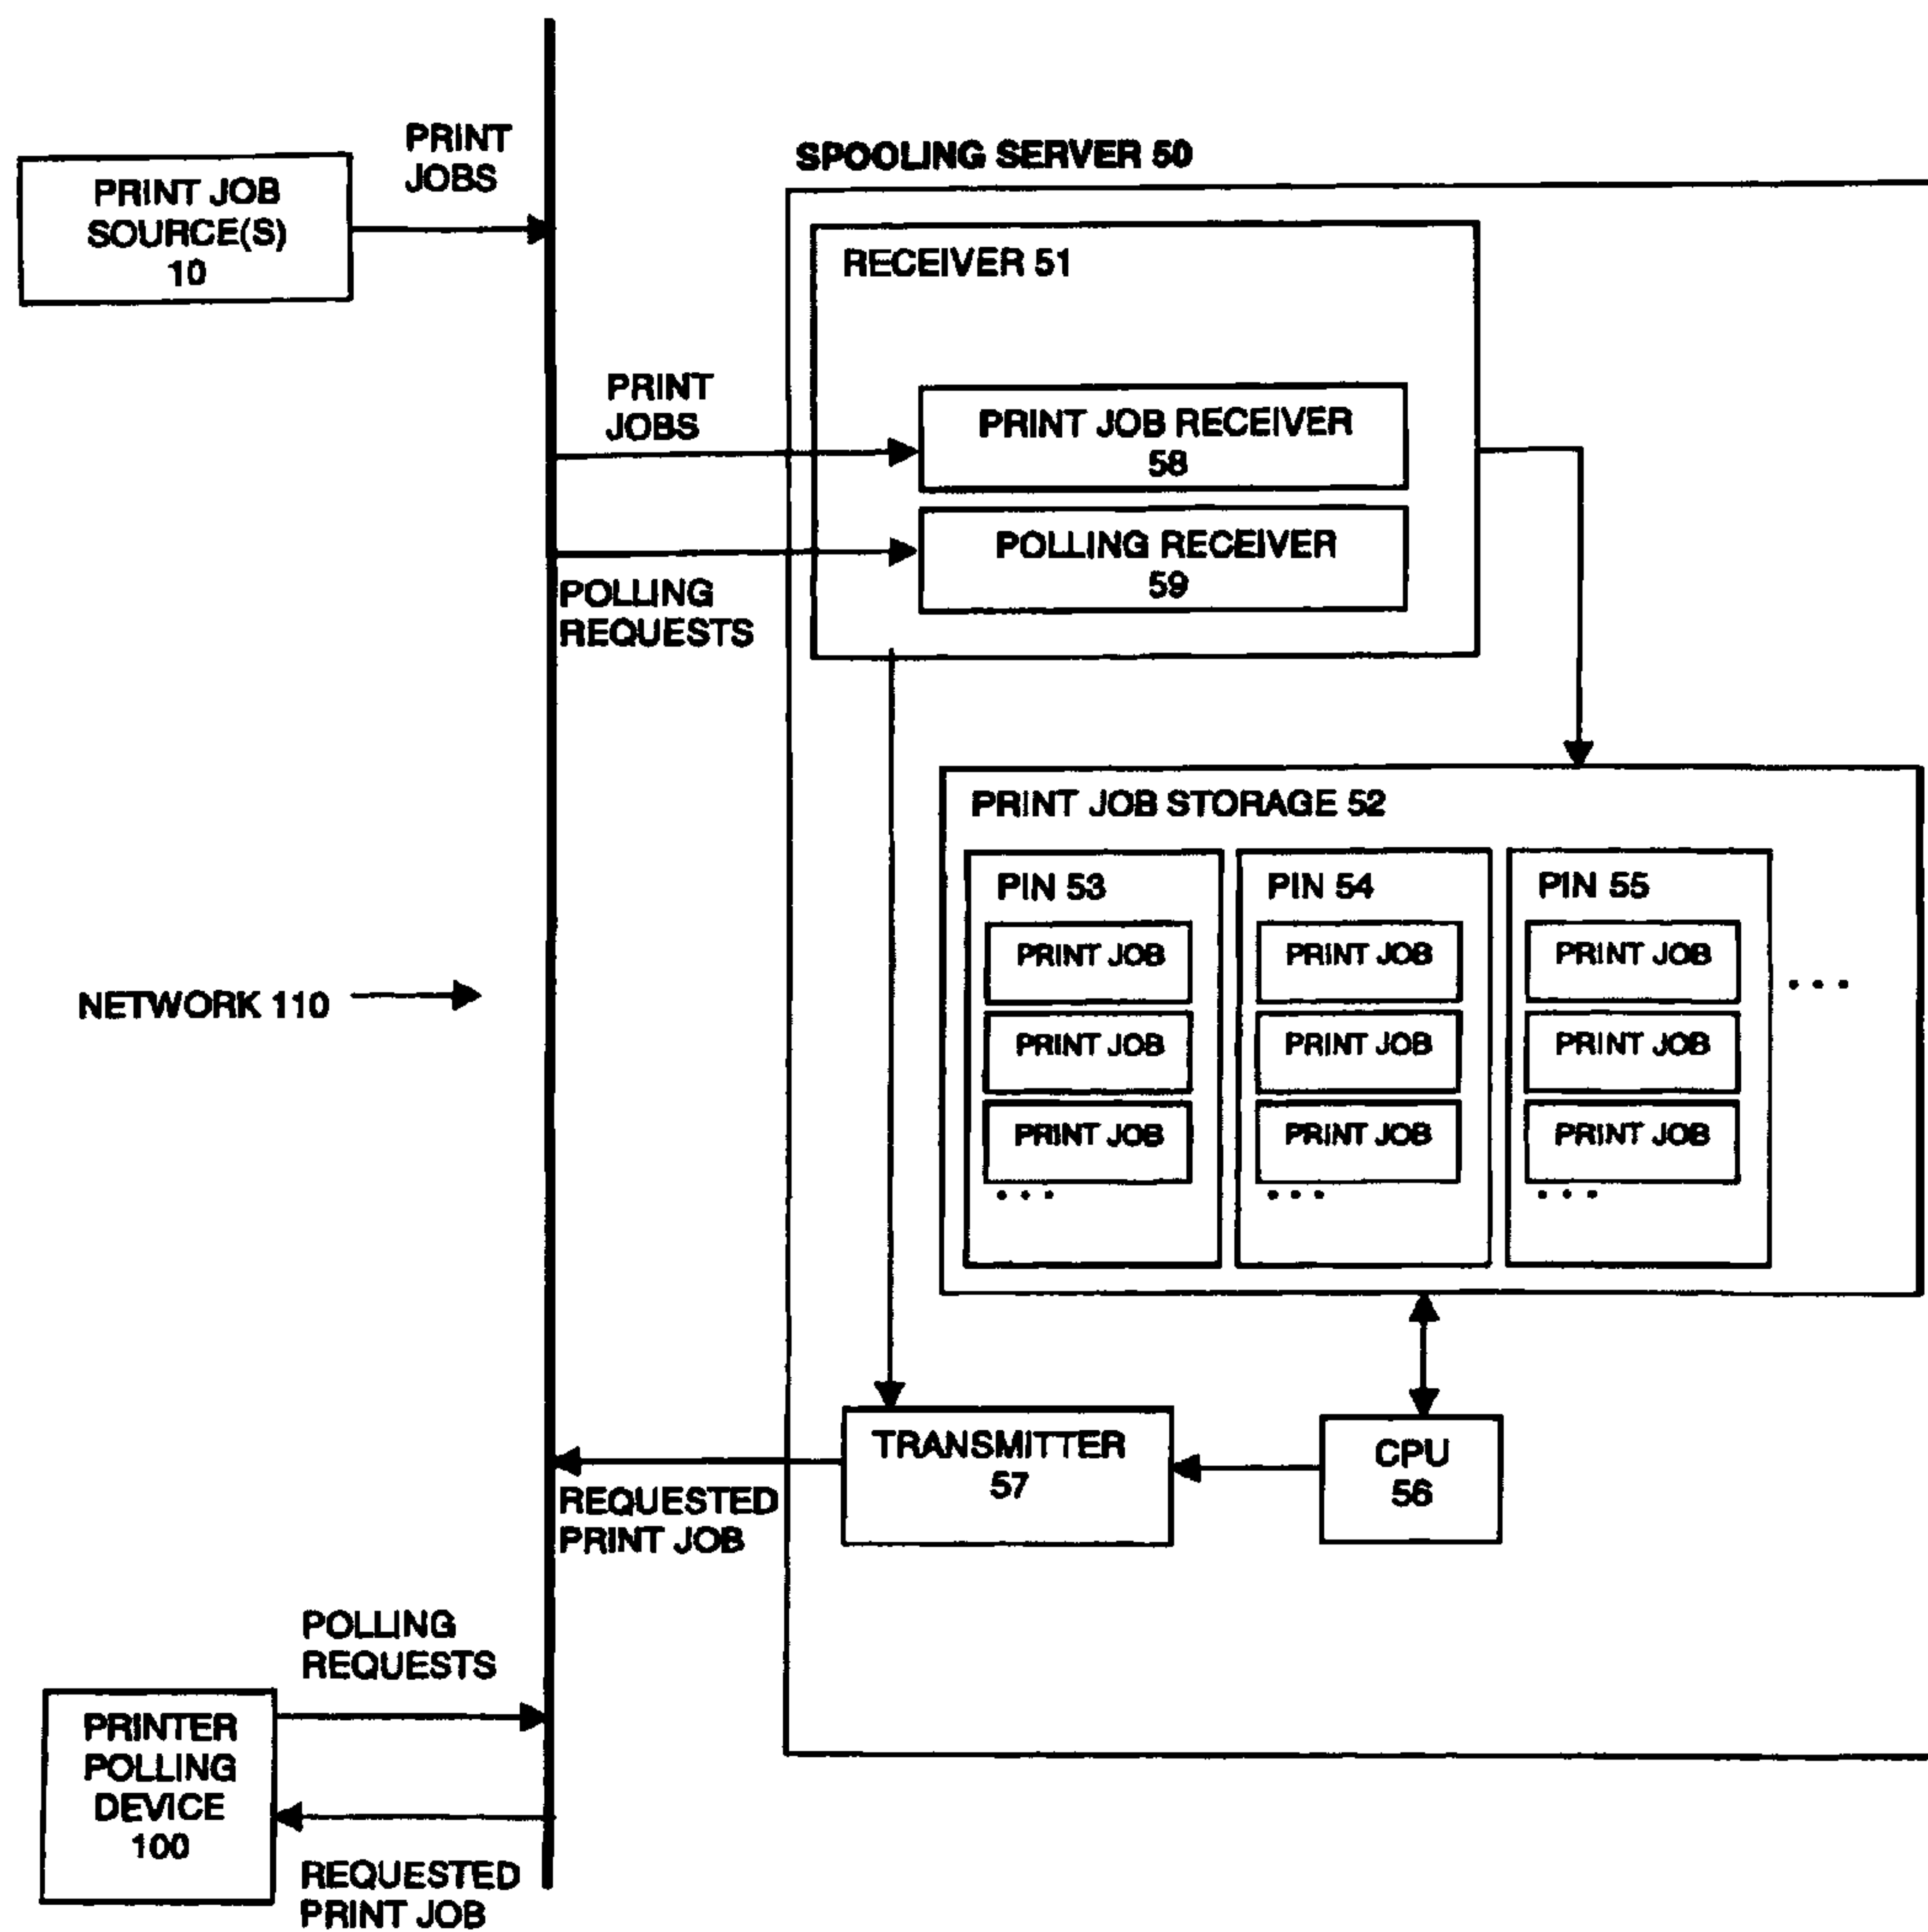 PRINT JOB
SOURCE(S)
10
PRINT
JOBS
SPOOLING SERVER 50
RECEIVER 51
PRINT
JOBS
PRINT JOB RECEIVER
58
POLLING RECEIVER
59
POLLING
REQUESTS
PRINT JOB STORAGE 52
PIN 53
PRINT JOB
PRINT JOB
PRINT JOB
• • •
PIN 54
PRINT JOB
PRINT JOB
PRINT JOB
• • •
PIN 55
PRINT JOB
PRINT JOB
PRINT JOB
• • •
• • •
NETWORK 110
TRANSMITTER
57
CPU
56
REQUESTED
PRINT JOB
POLLING
REQUESTS
PRINTER
POLLING
DEVICE
100
REQUESTED
PRINT JOB